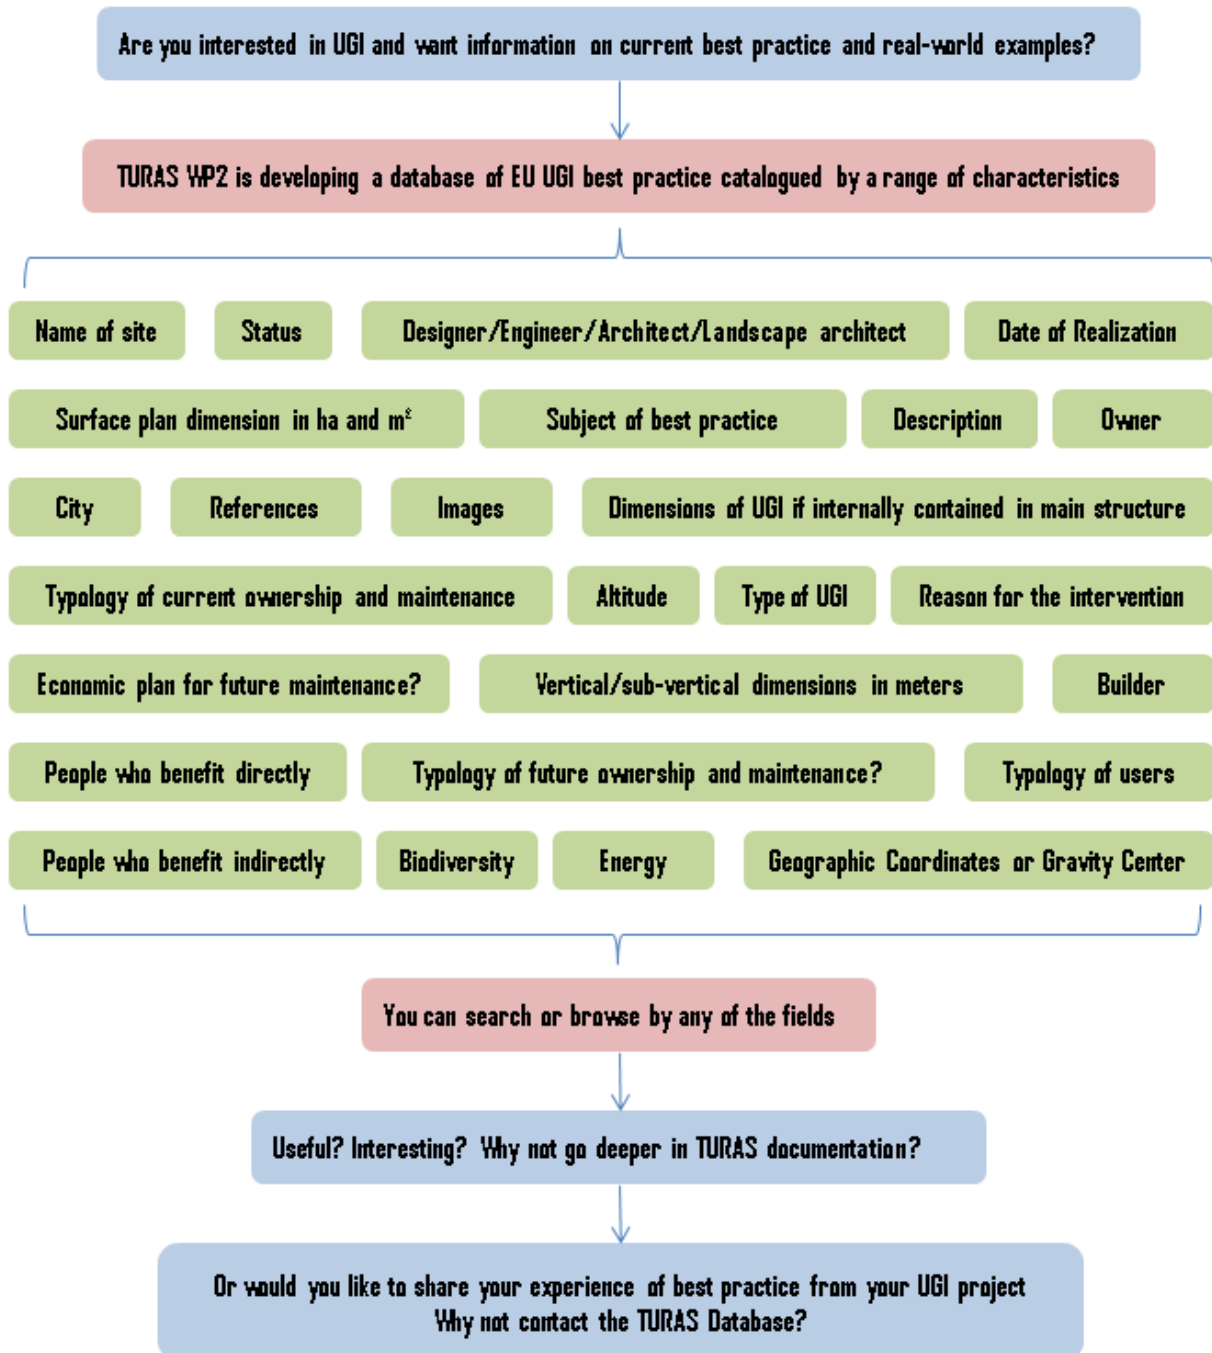 Are you interested in UGI and want information on current best practice and real-world examples?
TURAS WP2 is developing a database of EU UGI best practice catalogued by a range of characteristics
Name of site
Status
Designer/Engineer/Architect/Landscape architect
Date of Realization
Surface plan dimension in ha and m²
Subject of best practice
Description
Owner
City
References
Images
Dimensions of UGI if internally contained in main structure
Typology of current ownership and maintenance
Altitude
Type of UGI
Reason for the intervention
Economic plan for future maintenance?
Vertical/sub-vertical dimensions in meters
Builder
People who benefit directly
Typology of future ownership and maintenance?
Typology of users
People who benefit indirectly
Biodiversity
Energy
Geographic Coordinates or Gravity Center
You can search or browse by any of the fields
Useful? Interesting? Why not go deeper in TURAS documentation?
Or would you like to share your experience of best practice from your UGI project
Why not contact the TURAS Database?